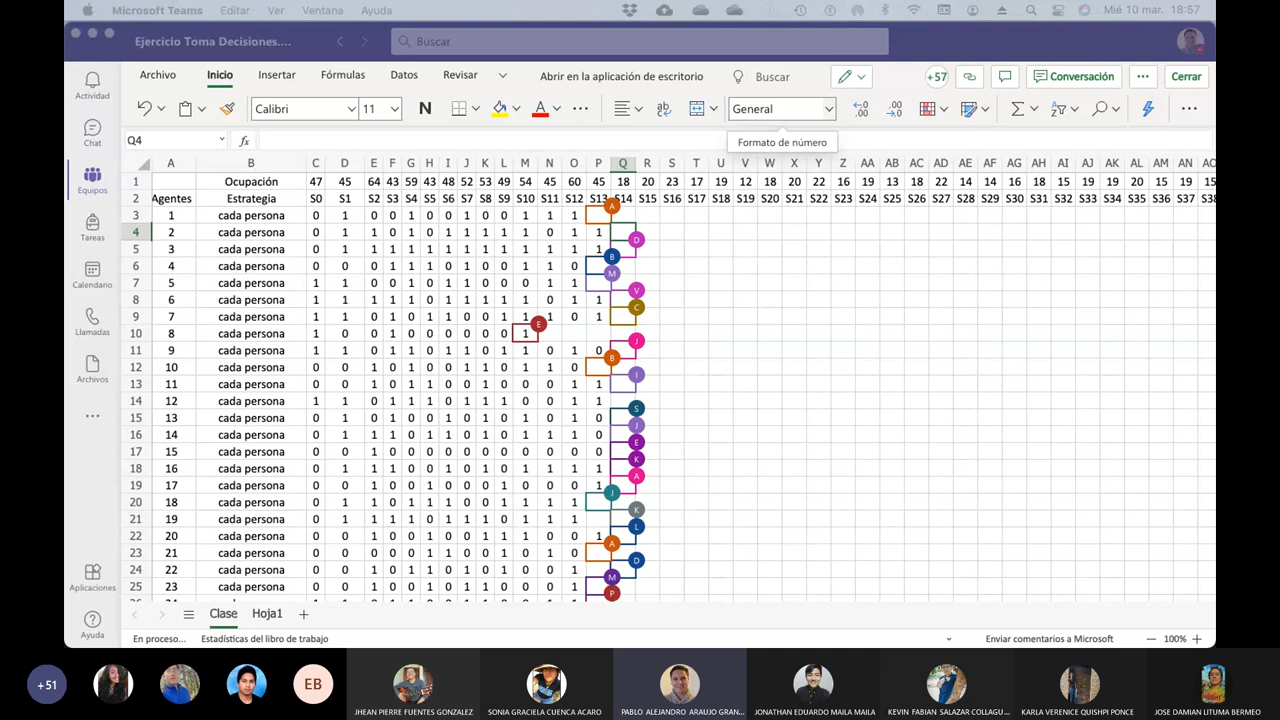 Microsoft Teams Editar Ver Ventana Ayuda Mié 10 mar. 18:57
Ejercicio Toma Decisiones.... Buscar
Archivo Inicio Insertar Fórmulas Datos Revisar Abrir en la aplicación de escritorio Buscar +57 Conversación Cerrar
Calibri 11 N General
Q4 fx Formato de número
Actividad
Chat
Equipos
Tareas
Calendario
Llamadas
Archivos
Aplicaciones
Ayuda
A B C D E F G H I J K L M N O P Q R S T U V W X Y Z AA AB AC AD AE AF AG AH AI AJ AK AL AM AN AO
1 Ocupación 47 45 64 43 59 43 48 52 53 49 54 45 60 45 18 20 23 17 19 12 18 20 22 16 19 17 19 22 14 14 16 19 14 16 15 19 20 15 19 15
2 Agentes Estrategia S0 S1 S2 S3 S4 S5 S6 S7 S8 S9 S10 S11 S12 S13 S14 S15 S16 S17 S18 S19 S20 S21 S22 S23 S24 S25 S26 S27 S28 S29 S30 S31 S32 S33 S34 S35 S36 S37 S38
3 1 cada persona 0 1 0 0 1 0 1 0 0 0 1 1 1 A
4 2 cada persona 0 0 1 0 1 0 1 1 0 1 1 0 1 1 D
5 3 cada persona 0 1 1 1 1 1 1 1 1 1 1 1 1 1 B
6 4 cada persona 0 0 0 1 1 1 1 0 1 0 0 1 1 M
7 5 cada persona 1 0 1 0 1 0 1 1 0 0 0 1 1 V
8 6 cada persona 1 1 1 1 1 1 1 1 1 1 1 0 1 1 C
9 7 cada persona 1 1 1 0 1 0 1 1 0 1 1 1 0 1 E
10 8 cada persona 1 0 1 0 1 0 0 1 0 0 1 J
11 9 cada persona 1 1 0 1 1 0 1 0 1 1 1 0 1 0 B
12 10 cada persona 0 1 0 1 1 0 1 0 1 0 1 1 0 I
13 11 cada persona 0 0 1 0 1 1 1 0 0 0 0 0 1 1
14 12 cada persona 1 1 0 1 1 1 0 1 1 0 1 0 1 1 S
15 13 cada persona 0 1 0 0 1 0 1 0 0 1 1 0 1 0 J
16 14 cada persona 0 1 1 1 0 1 1 0 1 0 0 1 1 0 E
17 15 cada persona 0 0 0 0 0 0 0 0 0 0 0 0 0 0 K
18 16 cada persona 0 1 1 0 1 0 0 1 0 1 1 1 1 1 A
19 17 cada persona 0 0 1 0 1 1 0 0 1 0 1 0 0 1 J
20 18 cada persona 0 1 1 0 0 1 0 1 0 1 1 1 1 K
21 19 cada persona 0 1 1 1 0 1 1 1 0 1 1 1 1 L
22 20 cada persona 0 0 1 0 1 1 0 0 1 1 1 0 0 1 A
23 21 cada persona 0 0 0 0 1 1 0 1 0 0 1 1 0 D
24 22 cada persona 0 0 1 0 1 0 0 0 1 0 0 0 1 M
25 23 cada persona 0 0 1 0 0 1 0 1 0 1 0 0 1 P
Clase Hoja1
En proceso... Estadísticas del libro de trabajo Enviar comentarios a Microsoft 100%
+51 EB JHEAN PIERRE FUENTES GONZALEZ SONIA GRACIELA CUENCA ACARO PABLO ALEJANDRO ARAUJO GRAN... JONATHAN EDUARDO MAILA MAILA KEVIN FABIAN SALAZAR COLLAGU... KARLA VERENICE QUISHPI PONCE JOSE DAMIAN LITUMA BERMEO